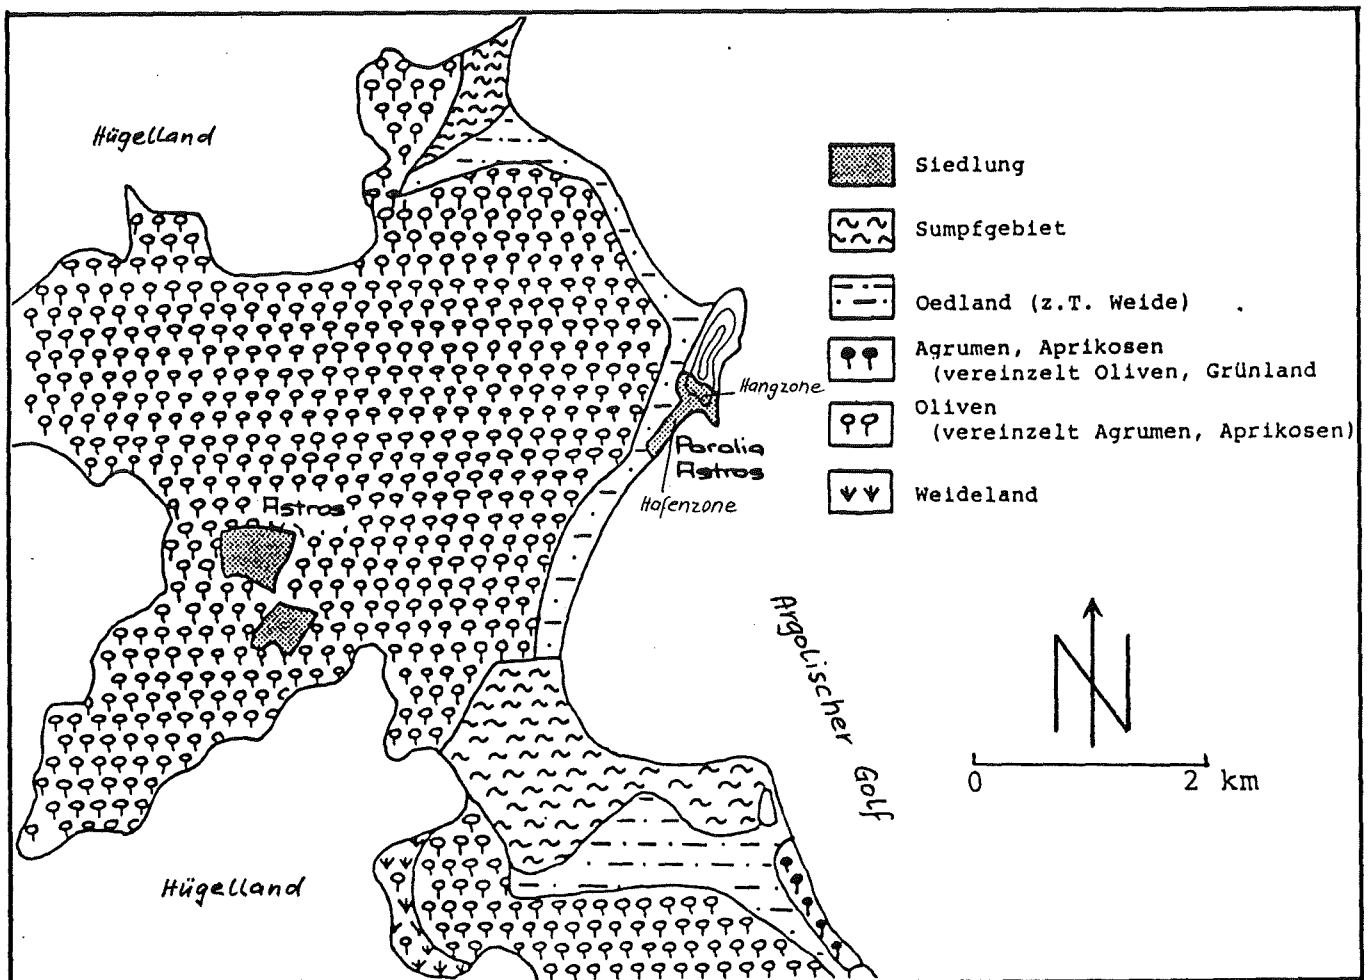 Hügelland
Siedlung
Sumpfgebiet
Oedland (z.T. Weide)
Agrumen, Aprikosen
(vereinzelt Oliven, Grünland
Oliven
(vereinzelt Agrumen, Aprikosen)
Weideland
Hangzone
Paralia
Astros
Hafenzone
Astros
Argolischer Golf
N
0 2 km
Hügelland